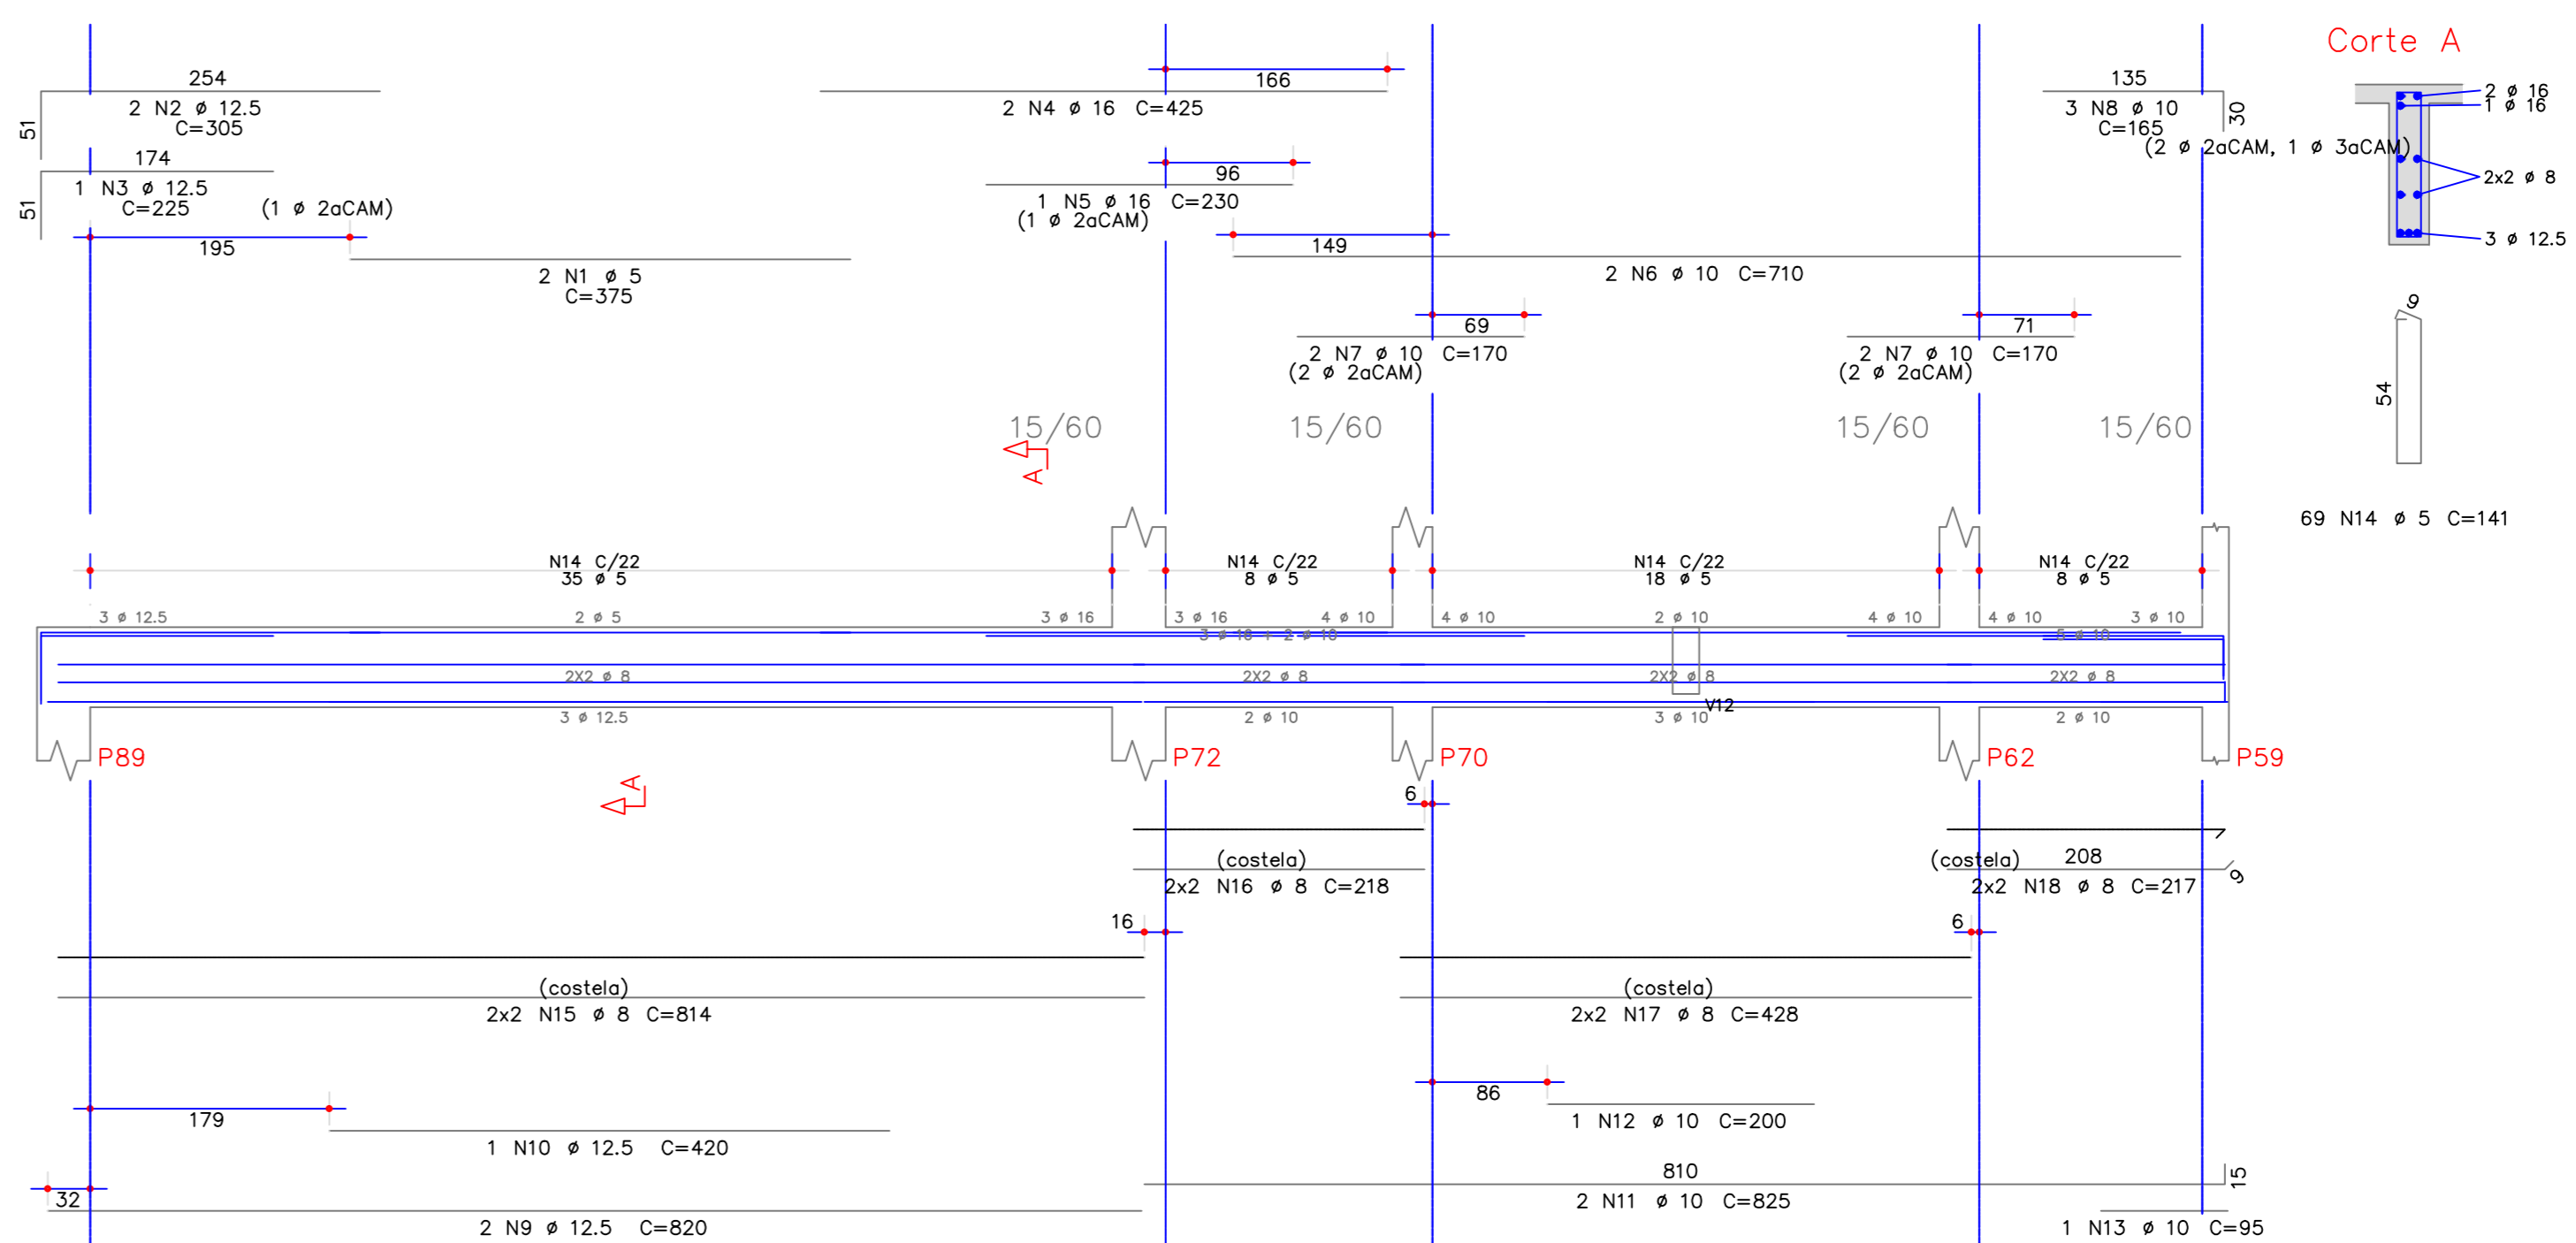 Corte A
254
2 N2 ø 12.5
C=305
51
174
1 N3 ø 12.5
C=225
(1 ø 2aCAM)
51
195
2 N1 ø 5
C=375
166
2 N4 ø 16 C=425
96
1 N5 ø 16 C=230
(1 ø 2aCAM)
149
2 N6 ø 10 C=710
69
2 N7 ø 10 C=170
(2 ø 2aCAM)
71
2 N7 ø 10 C=170
(2 ø 2aCAM)
135
3 N8 ø 10
C=165
30
(2 ø 2aCAM, 1 ø 3aCAM)
2 ø 16
1 ø 16
2x2 ø 8
3 ø 12.5
9
54
69 N14 ø 5 C=141
15/60
15/60
15/60
15/60
A
N14 C/22
35 ø 5
N14 C/22
8 ø 5
N14 C/22
18 ø 5
N14 C/22
8 ø 5
3 ø 12.5
2 ø 5
3 ø 16
3 ø 16
4 ø 10
4 ø 10
2 ø 10
4 ø 10
4 ø 10
3 ø 10
3 ø 16 + 2 ø 10
5 ø 10
2X2 ø 8
2X2 ø 8
2X2 ø 8
2X2 ø 8
3 ø 12.5
2 ø 10
3 ø 10
V12
2 ø 10
P89
P72
P70
P62
P59
A
6
(costela)
2x2 N16 ø 8 C=218
(costela)
208
2x2 N18 ø 8 C=217
9
16
6
(costela)
2x2 N15 ø 8 C=814
(costela)
2x2 N17 ø 8 C=428
179
1 N10 ø 12.5 C=420
86
1 N12 ø 10 C=200
32
2 N9 ø 12.5 C=820
810
2 N11 ø 10 C=825
15
1 N13 ø 10 C=95